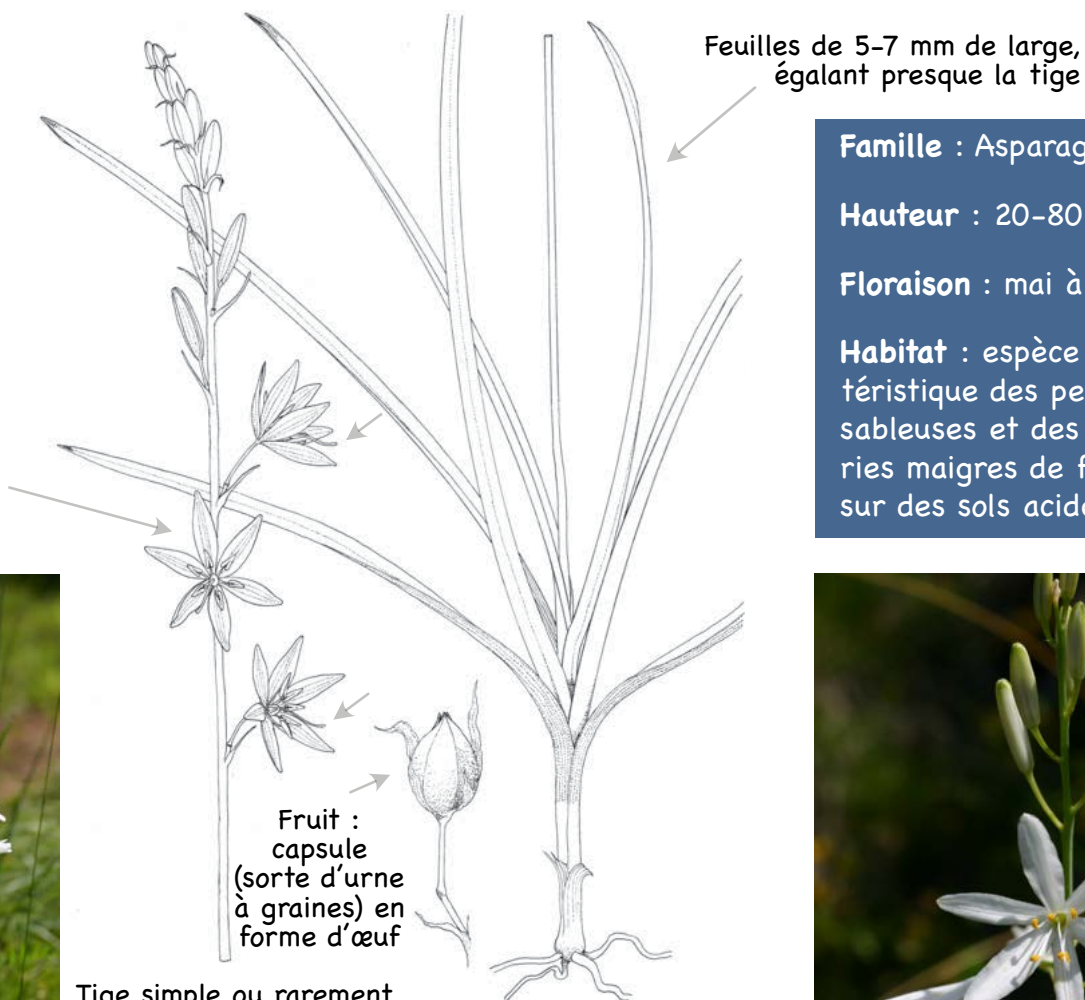 Feuilles de 5-7 mm de large,
égalant presque la tige
Famille : Asparag
Hauteur : 20-80
Floraison : mai à
Habitat : espèce
téristique des pe
sableuses et des
ries maigres de f
sur des sols acide
Fruit :
capsule
(sorte d'urne
à graines) en
forme d'œuf
Tige simple ou rarement